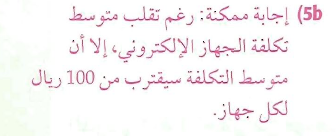 5b) إجابة ممكنة: رغم تقلب متوسط
تكلفة الجهاز الإلكتروني، إلا أن
متوسط التكلفة سيقترب من 100 ريال
لكل جهاز.